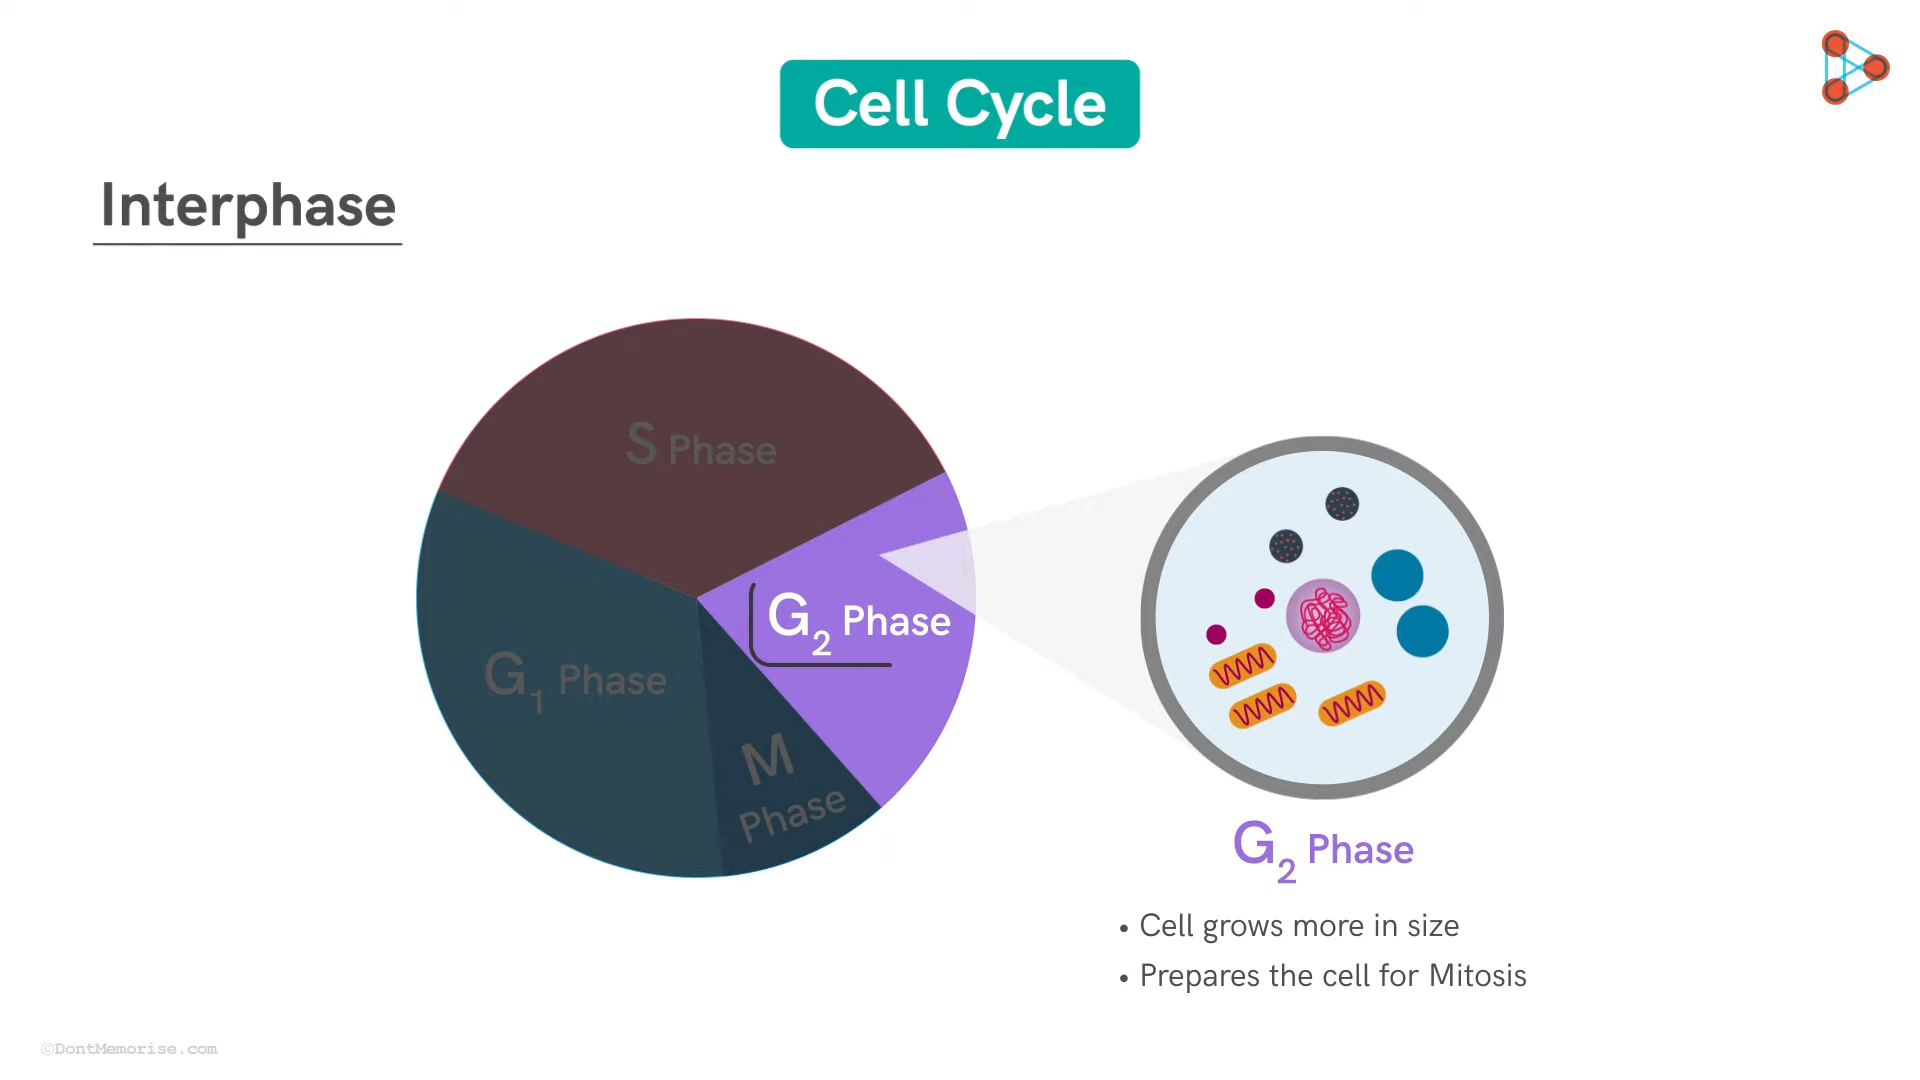 Cell Cycle
Interphase
S Phase
G₂ Phase
G₁ Phase
M
Phase
G₂ Phase
• Cell grows more in size
• Prepares the cell for Mitosis
©DontMemorise.com